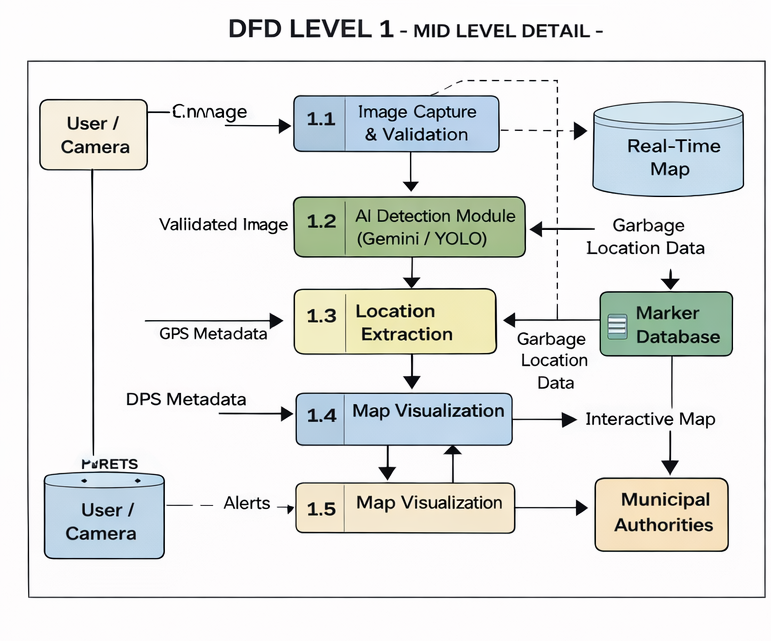 DFD LEVEL 1 - MID LEVEL DETAIL -
User /
Camera
1.1
Image Capture
& Validation
Real-Time
Map
Valiidated Image
1.2
AI Detection Module
(Gemini / YOLO)
Garbage
Location Data
GPS Metadata
1.3
Location
Extraction
Garbage
Location
Data
Marker
Database
DPS Metadata
1.4
Map Visualization
Interactive Map
User /
Camera
Alerts
1.5
Map Visualization
Municipal
Authorities